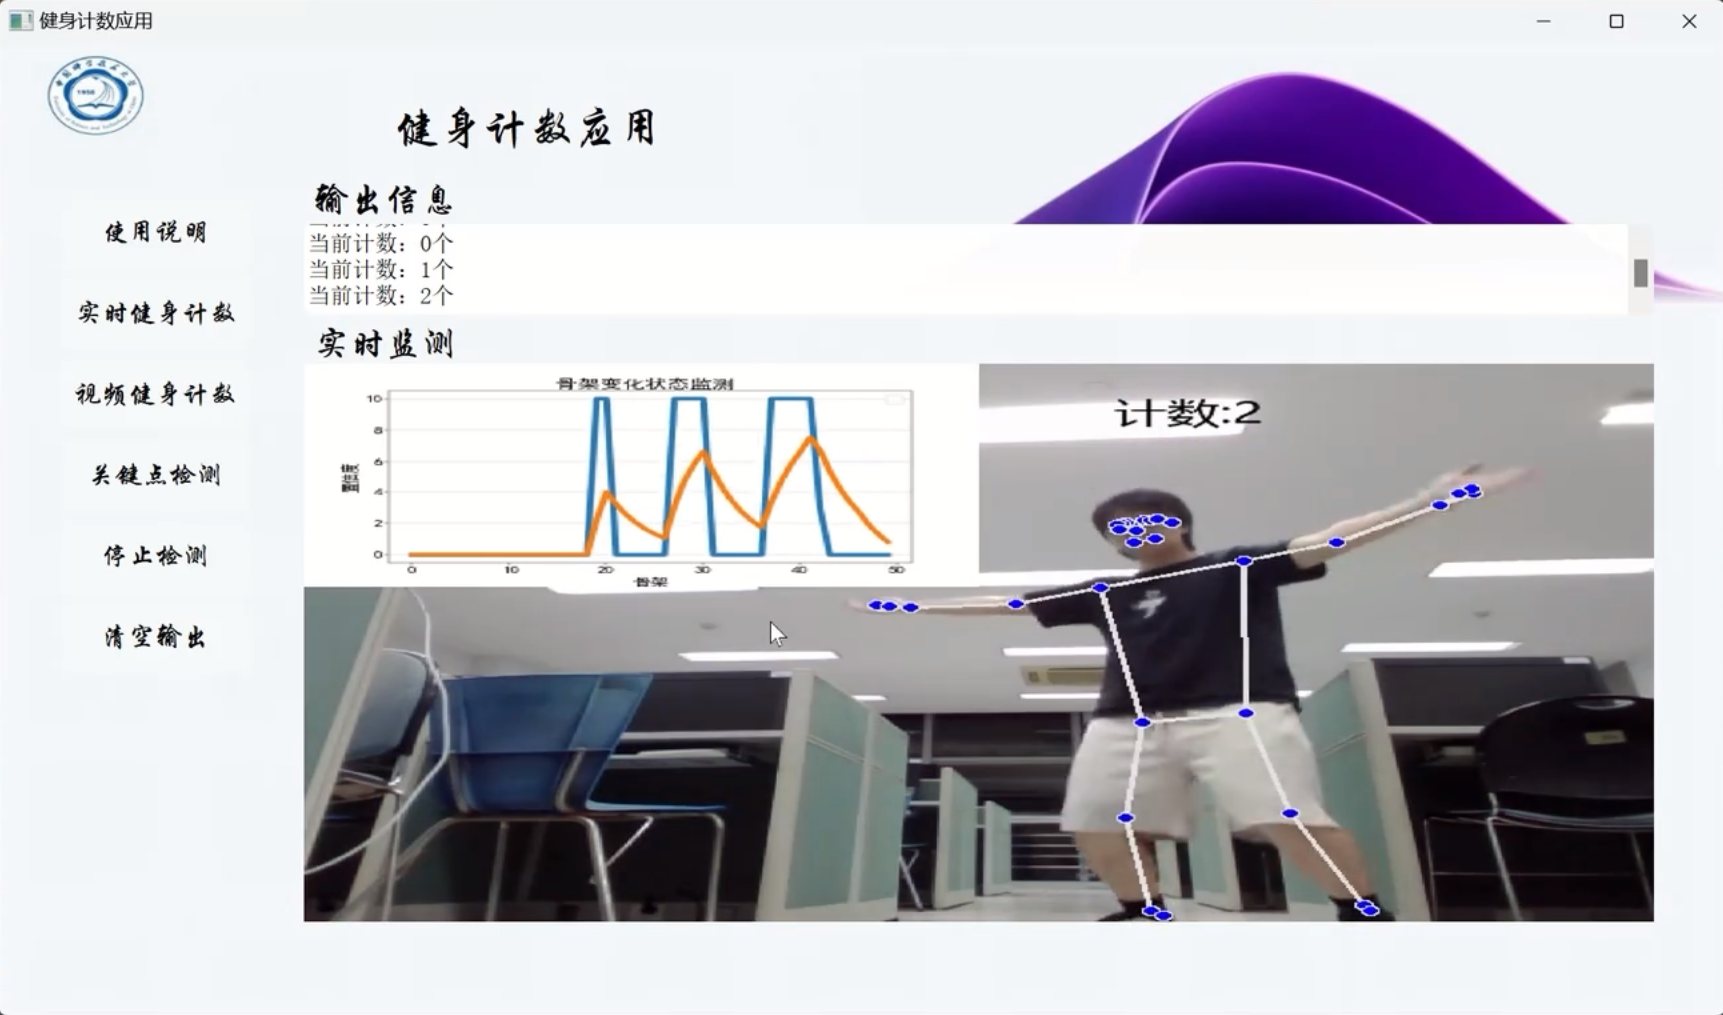 健身计数应用
健身计数应用
输出信息
当前计数：0个
当前计数：1个
当前计数：2个
使用说明
实时健身计数
视频健身计数
关键点检测
停止检测
清空输出
实时监测
骨架变化状态监测
10
8
6
4
2
0
置信度
0 10 20 30 40 50
骨架
计数:2
1958